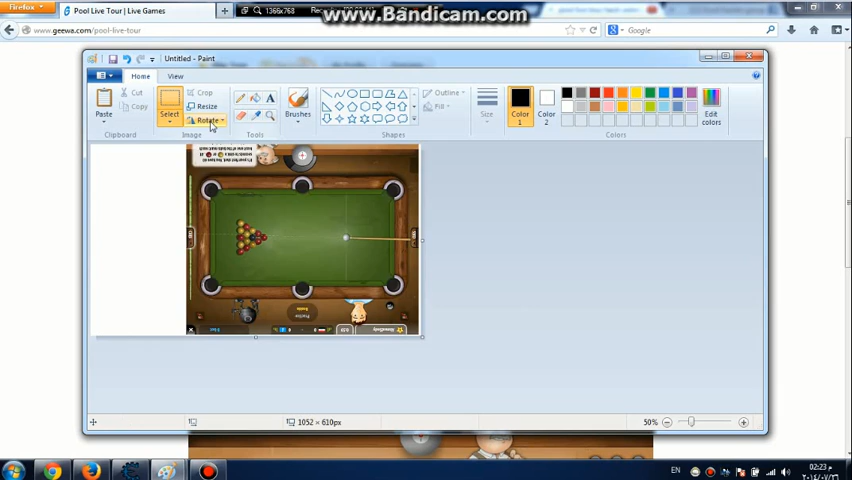 Firefox
Pool Live Tour | Live Games
1366x768
www.Bandicam.com
www.geewa.com/pool-live-tour
Google
Untitled - Paint
Home
View
Paste
Cut
Copy
Clipboard
Select
Crop
Resize
Rotate
Image
Tools
Brushes
Shapes
Outline
Fill
Size
Color 1
Color 2
Edit colors
Colors
1052 × 610px
50%
EN
02:23 م